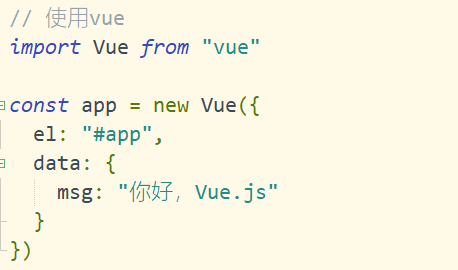 // 使用vue
import Vue from "vue"
const app = new Vue({
el: "#app",
data: {
msg: "你好，Vue.js"
}
})